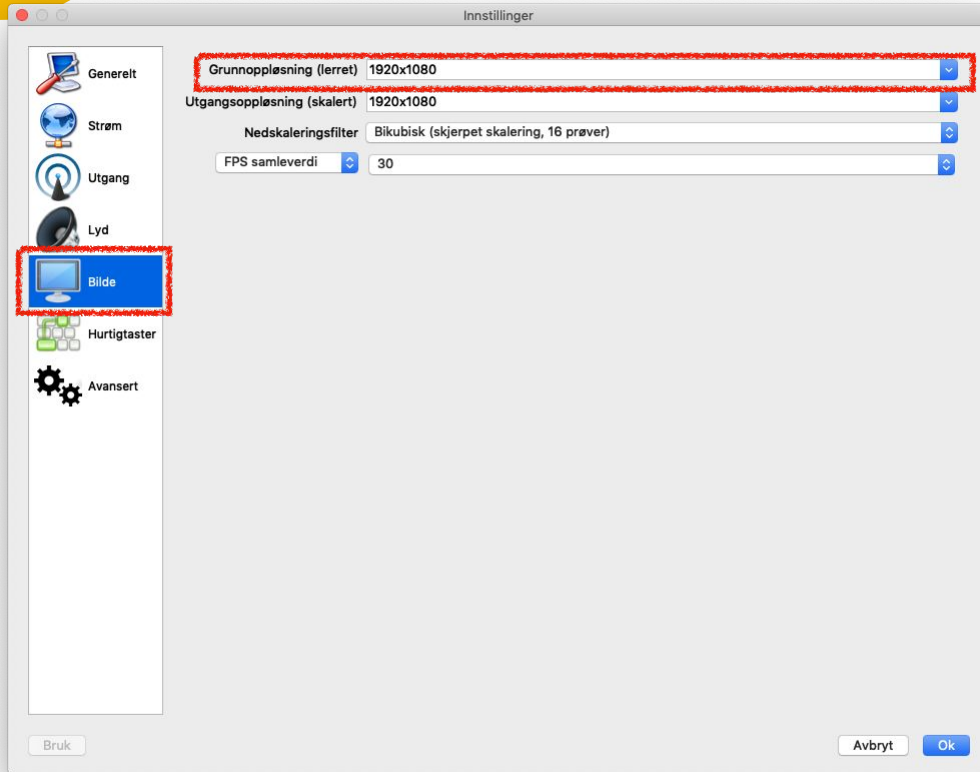 Innstillinger
Generelt
Strøm
Utgang
Lyd
Bilde
Hurtigtaster
Avansert
Grunnoppløsning (lerret) 1920x1080
Utgangsoppløsning (skalert) 1920x1080
Nedskaleringsfilter Bikubisk (skjerpet skalering, 16 prøver)
FPS samleverdi 30
Bruk
Avbryt
Ok